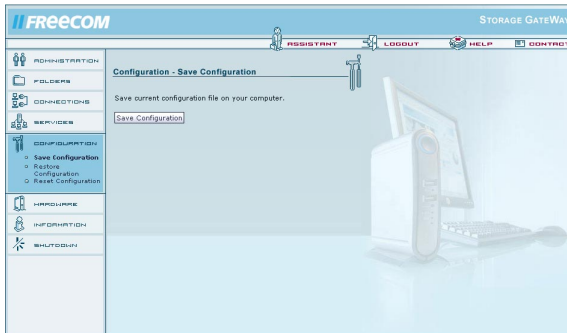 FREECOM
STORAGE GATEWAY
ASSISTANT
LOGOUT
HELP
CONTACT
ADMINISTRATION
FOLDERS
CONNECTIONS
SERVICES
CONFIGURATION
Save Configuration
Restore
Configuration
Reset Configuration
HARDWARE
INFORMATION
SHUTDOWN
Configuration - Save Configuration
Save current configuration file on your computer.
Save Configuration